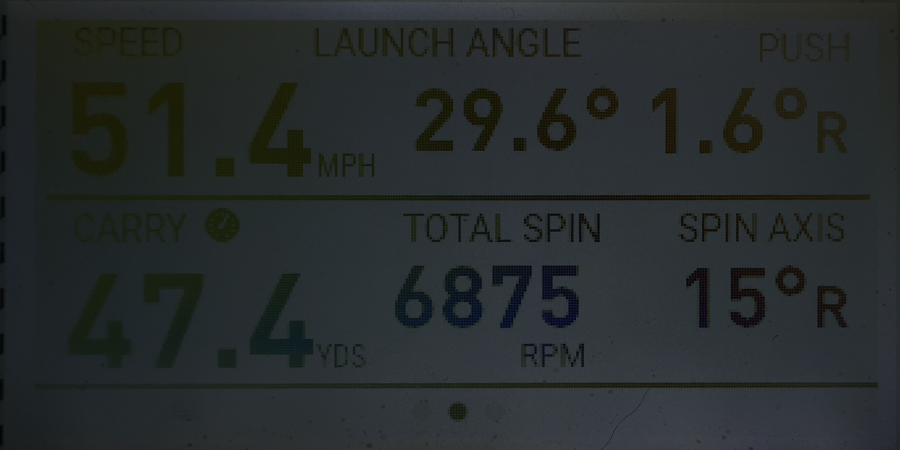 SPEED LAUNCH ANGLE PUSH
51.4 MPH 29.6° 1.6° R
CARRY TOTAL SPIN SPIN AXIS
47.4 YDS 6875 RPM 15° R